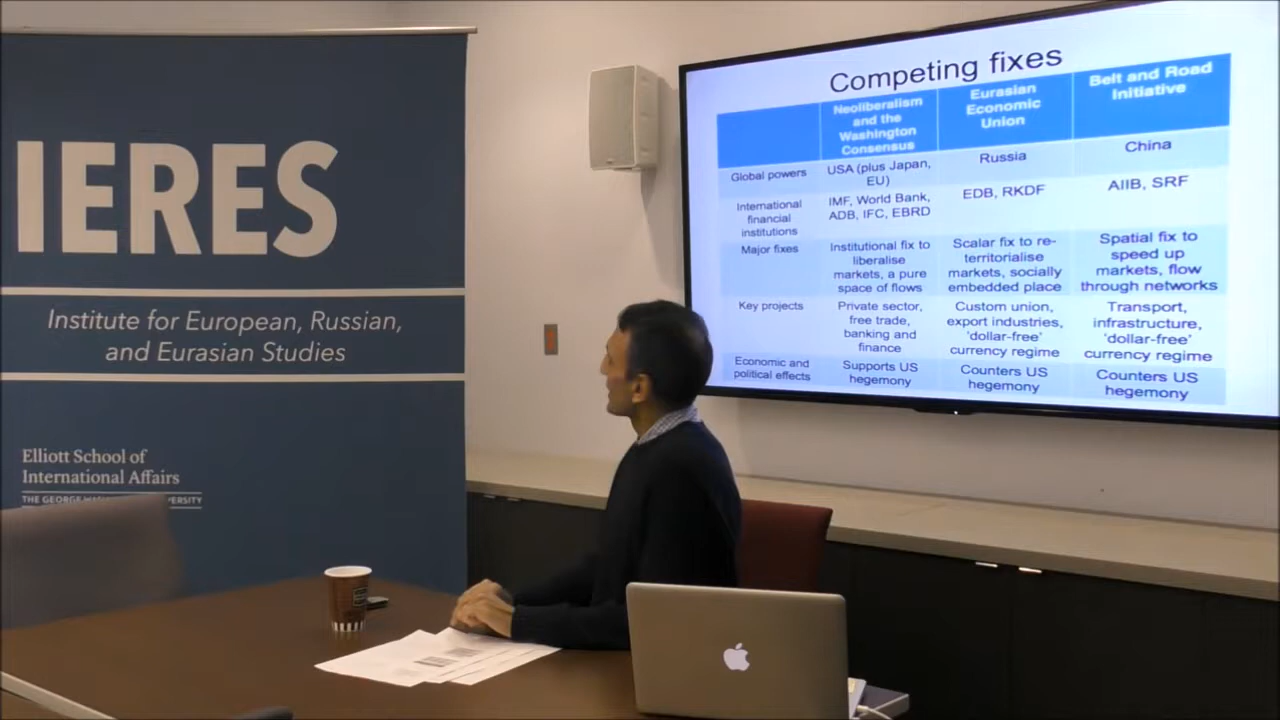 IERES
Institute for European, Russian,
and Eurasian Studies
Elliott School of
International Affairs
THE GEORGE
Competing fixes
Neoliberalism
and the
Washington
Consensus
Eurasian
Economic
Union
Belt and Road
Initiative
Global powers
USA (plus Japan,
EU)
Russia
China
International
financial
institutions
IMF, World Bank,
ADB, IFC, EBRD
EDB, RKDF
AIIB, SRF
Major fixes
Institutional fix to
liberalise
markets, a pure
space of flows
Scalar fix to re-
territorialise
markets, socially
embedded place
Spatial fix to
speed up
markets, flow
through networks
Key projects
Private sector,
free trade,
banking and
finance
Custom union,
export industries,
'dollar-free'
currency regime
Transport,
infrastructure,
'dollar-free'
currency regime
Economic and
political effects
Supports US
hegemony
Counters US
hegemony
Counters US
hegemony